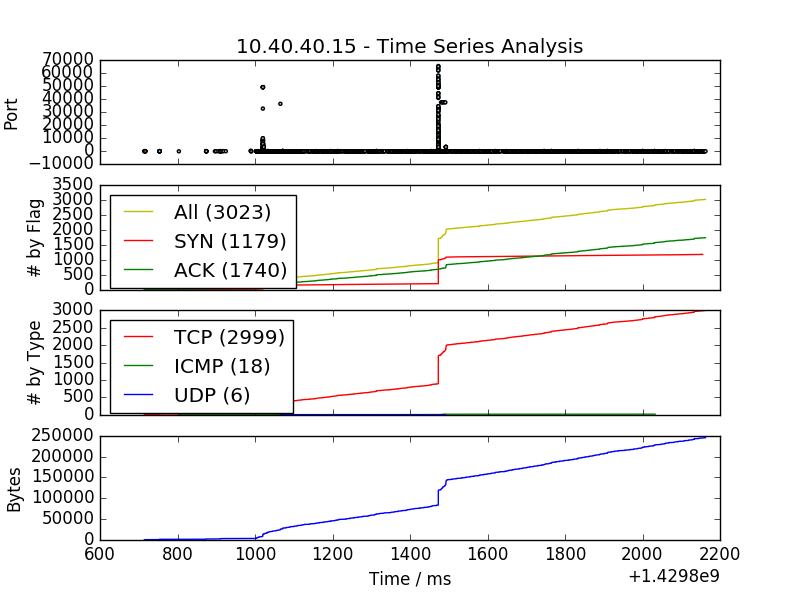 10.40.40.15 - Time Series Analysis
70000
60000
50000
40000
30000
20000
10000
0
−10000
Port
3500
3000
2500
2000
1500
1000
500
0
# by Flag
All (3023)
SYN (1179)
ACK (1740)
3000
2500
2000
1500
1000
500
0
# by Type
TCP (2999)
ICMP (18)
UDP (6)
250000
200000
150000
100000
50000
0
Bytes
600 800 1000 1200 1400 1600 1800 2000 2200
Time / ms
+1.4298e9